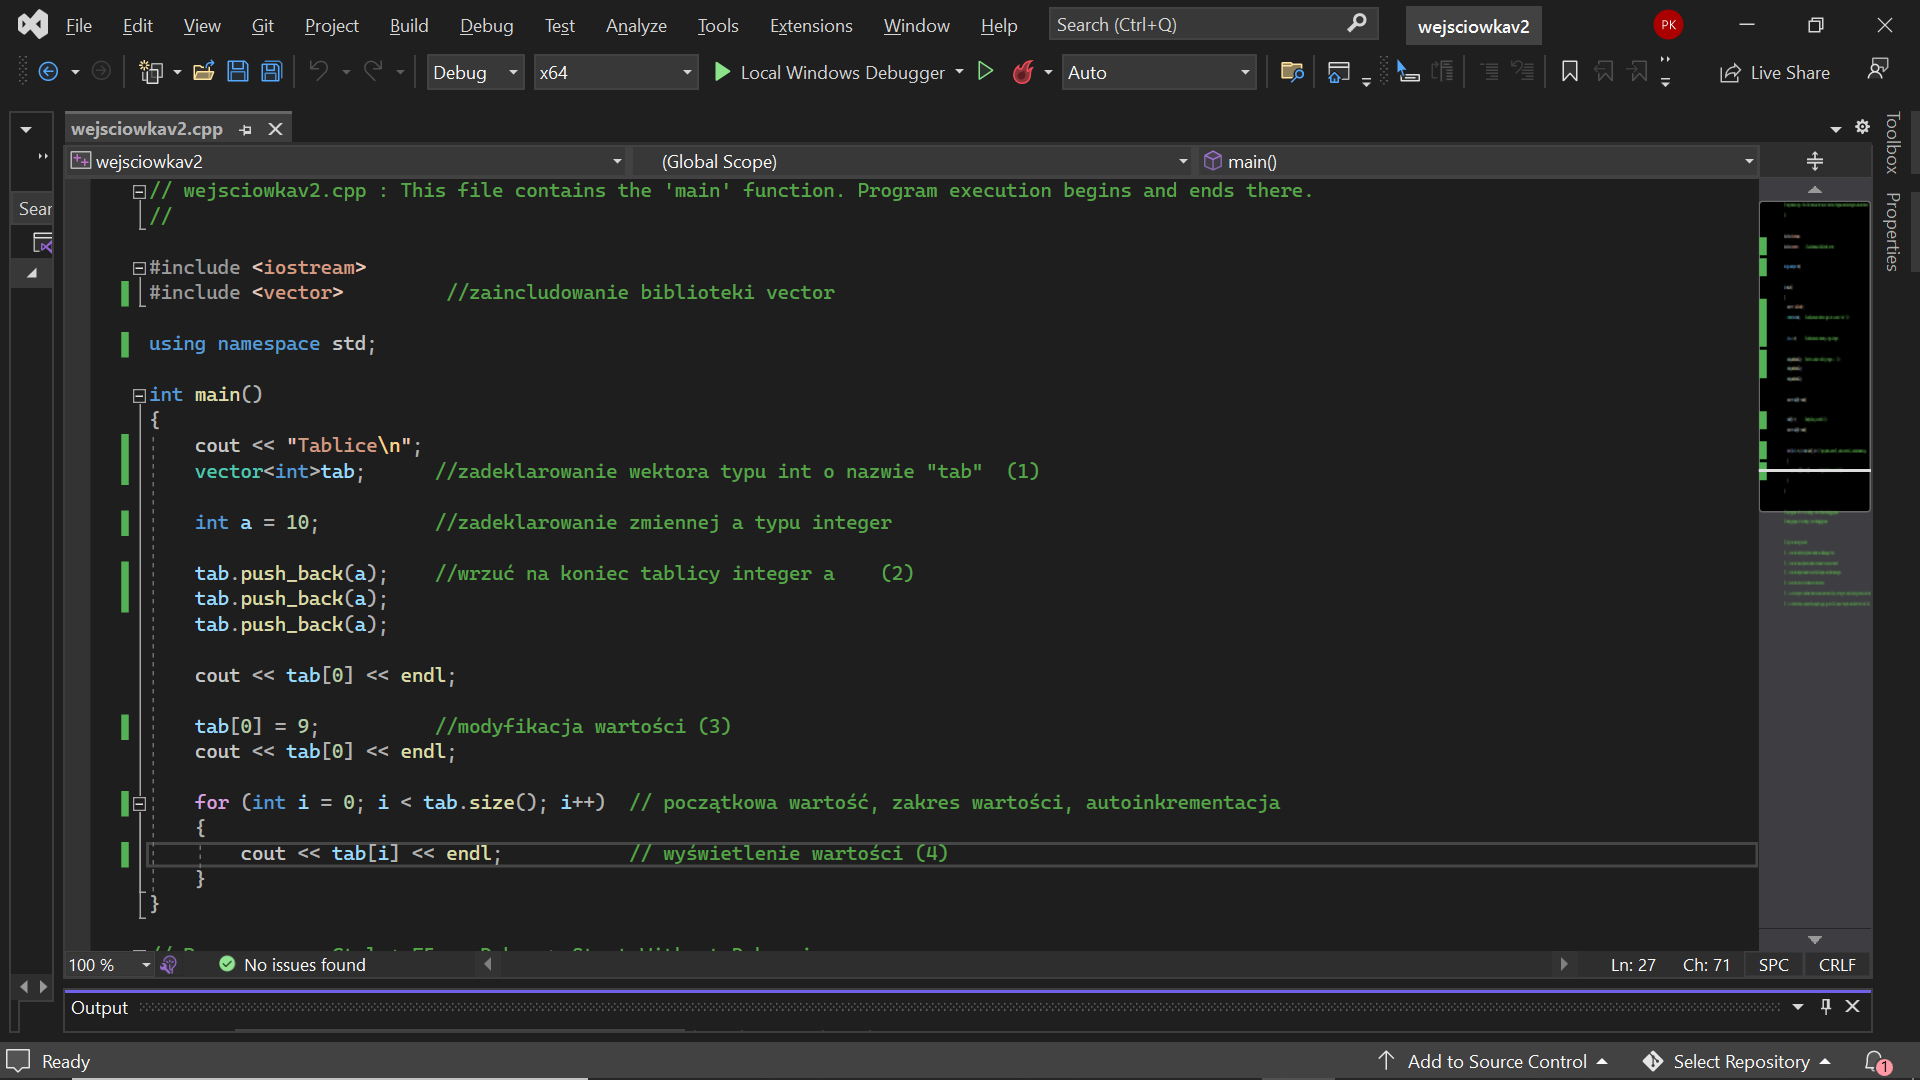 File Edit View Git Project Build Debug Test Analyze Tools Extensions Window Help Search (Ctrl+Q) wejsciowkav2 PK
Debug x64 Local Windows Debugger Auto Live Share
wejsciowkav2.cpp
wejsciowkav2 (Global Scope) main()
Toolbox
Properties
Sear
// wejsciowkav2.cpp : This file contains the 'main' function. Program execution begins and ends there.
//
#include <iostream>
#include <vector> //zaincludowanie biblioteki vector
using namespace std;
int main()
{
cout << "Tablice\n";
vector<int>tab; //zadeklarowanie wektora typu int o nazwie "tab" (1)
int a = 10; //zadeklarowanie zmiennej a typu integer
tab.push_back(a); //wrzuć na koniec tablicy integer a (2)
tab.push_back(a);
tab.push_back(a);
cout << tab[0] << endl;
tab[0] = 9; //modyfikacja wartości (3)
cout << tab[0] << endl;
for (int i = 0; i < tab.size(); i++) // początkowa wartość, zakres wartości, autoinkrementacja
{
cout << tab[i] << endl; // wyświetlenie wartości (4)
}
}
100 % No issues found Ln: 27 Ch: 71 SPC CRLF
Output
Ready Add to Source Control Select Repository 1